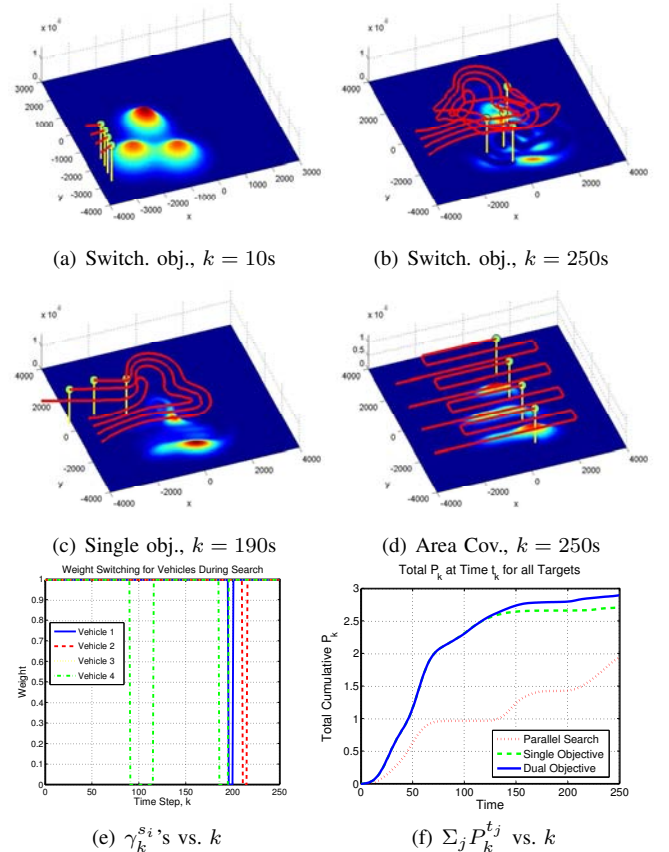 x 10⁴
1
0
3000
2000
1000
0
-1000
-2000
-3000
-4000
y
-4000
-3000
-2000
-1000
0
1000
2000
3000
x
(a) Switch. obj., k = 10s
x 10⁴
1
0
4000
2000
0
-2000
-4000
y
-4000
-2000
0
2000
4000
x
(b) Switch. obj., k = 250s
x 10⁴
1
0
4000
2000
0
-2000
-4000
y
-4000
-2000
0
2000
4000
x
(c) Single obj., k = 190s
x 10⁴
1
0.5
0
4000
2000
0
-2000
-4000
y
-4000
-2000
0
2000
4000
x
(d) Area Cov., k = 250s
Weight Switching for Vehicles During Search
1
0.9
0.8
0.7
0.6
0.5
0.4
0.3
0.2
0.1
0
Weight
Vehicle 1
Vehicle 2
Vehicle 3
Vehicle 4
0 50 100 150 200 250
Time Step, k
(e) γ_k^{s_i}'s vs. k
Total P_k at Time t_k for all Targets
3
2.5
2
1.5
1
0.5
0
Total Cumulative P_k
Parallel Search
Single Objective
Dual Objective
0 50 100 150 200 250
Time
(f) Σ_j P_k^{t_j} vs. k